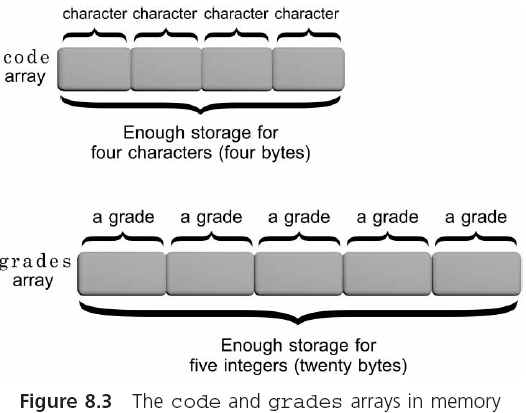 character character character character
code
array
Enough storage for
four characters (four bytes)
a grade a grade a grade a grade a grade
grades
array
Enough storage for
five integers (twenty bytes)
Figure 8.3 The code and grades arrays in memory